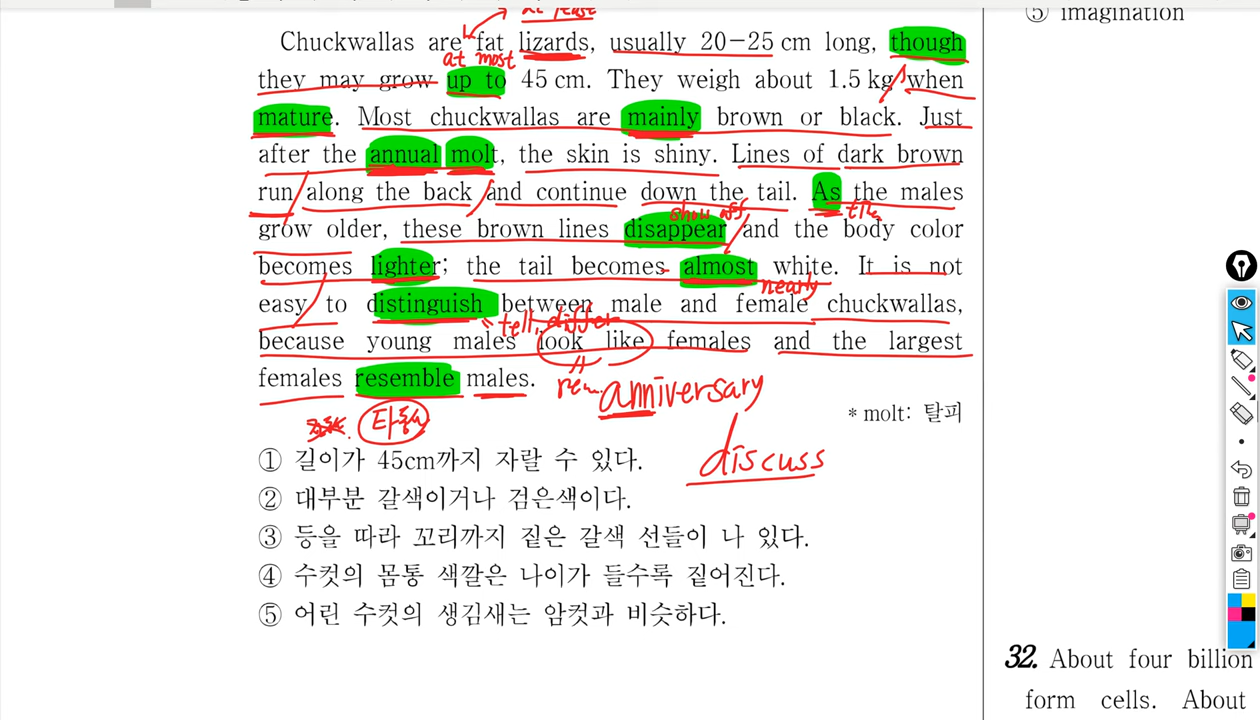 ⑤ imagination
Chuckwallas are fat lizards, usually 20-25 cm long, though
at most
they may grow up to 45 cm. They weigh about 1.5 kg when
mature. Most chuckwallas are mainly brown or black. Just
after the annual molt, the skin is shiny. Lines of dark brown
run along the back and continue down the tail. As the males
show off
grow older, these brown lines disappear and the body color
becomes lighter; the tail becomes almost white. It is not
nearly
easy to distinguish between male and female chuckwallas,
= tell, differ
because young males look like females and the largest
females resemble males.
anniversary
타동사
* molt: 탈피
discuss
① 길이가 45cm까지 자랄 수 있다.
② 대부분 갈색이거나 검은색이다.
③ 등을 따라 꼬리까지 짙은 갈색 선들이 나 있다.
④ 수컷의 몸통 색깔은 나이가 들수록 짙어진다.
⑤ 어린 수컷의 생김새는 암컷과 비슷하다.
32. About four billion
form cells. About